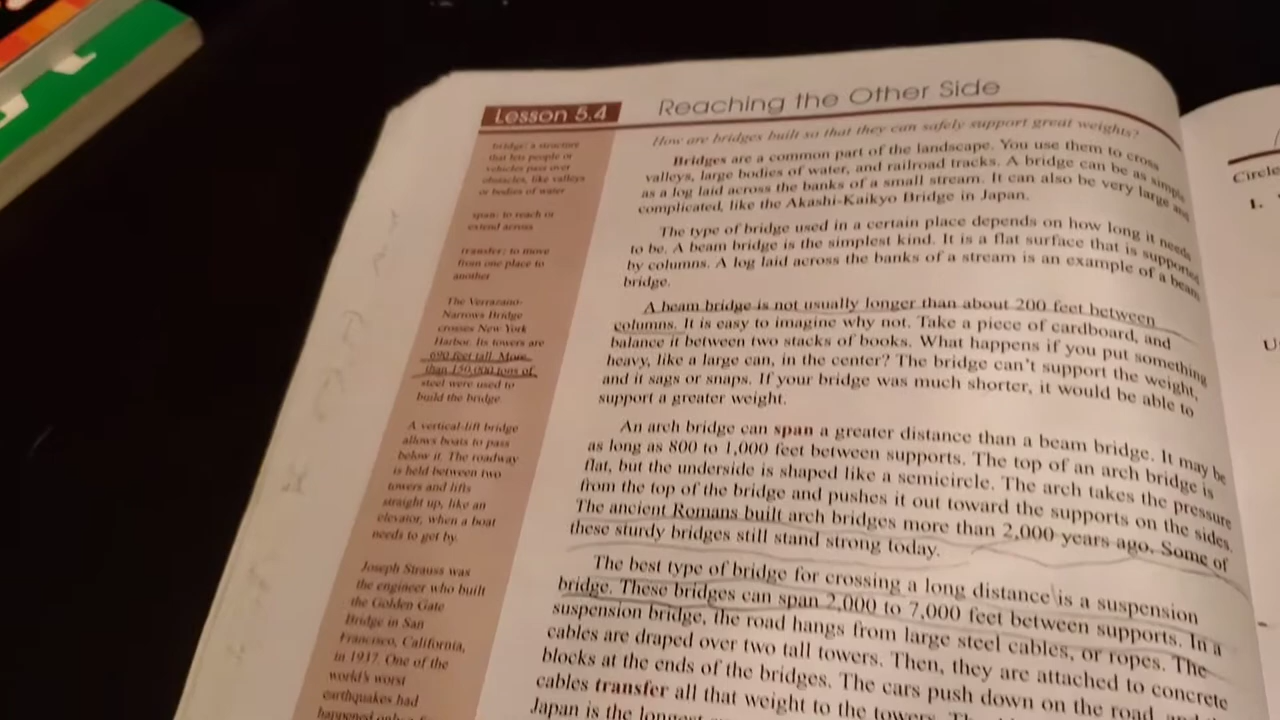 Lesson 5.4
Reaching the Other Side
bridge: a structure
that lets people or
vehicles pass over
obstacles, like valleys
or bodies of water
span: to reach or
extend across
transfer: to move
from one place to
another
The Verrazano-
Narrows Bridge
crosses New York
Harbor. Its towers are
690 feet tall. More
than 150,000 tons of
steel were used to
build the bridge.
A vertical-lift bridge
allows boats to pass
below it. The roadway
is held between two
towers and lifts
straight up, like an
elevator, when a boat
needs to get by.
Joseph Strauss was
the engineer who built
the Golden Gate
Bridge in San
Francisco, California,
in 1937. One of the
world's worst
earthquakes had
happened only
How are bridges built so that they can safely support great weights?
Bridges are a common part of the landscape. You use them to cross
valleys, large bodies of water, and railroad tracks. A bridge can be as simple
as a log laid across the banks of a small stream. It can also be very large and
complicated, like the Akashi-Kaikyo Bridge in Japan.
The type of bridge used in a certain place depends on how long it needs
to be. A beam bridge is the simplest kind. It is a flat surface that is supported
by columns. A log laid across the banks of a stream is an example of a beam
bridge.
A beam bridge is not usually longer than about 200 feet between
columns. It is easy to imagine why not. Take a piece of cardboard, and
balance it between two stacks of books. What happens if you put something
heavy, like a large can, in the center? The bridge can't support the weight,
and it sags or snaps. If your bridge was much shorter, it would be able to
support a greater weight.
An arch bridge can span a greater distance than a beam bridge. It may be
as long as 800 to 1,000 feet between supports. The top of an arch bridge is
flat, but the underside is shaped like a semicircle. The arch takes the pressure
from the top of the bridge and pushes it out toward the supports on the sides.
The ancient Romans built arch bridges more than 2,000 years ago. Some of
these sturdy bridges still stand strong today.
The best type of bridge for crossing a long distance is a suspension
bridge. These bridges can span 2,000 to 7,000 feet between supports. In a
suspension bridge, the road hangs from large steel cables, or ropes. The
cables are draped over two tall towers. Then, they are attached to concrete
blocks at the ends of the bridges. The cars push down on the road, and the
cables transfer all that weight to the towers.
Japan is the longest
Circle
1.